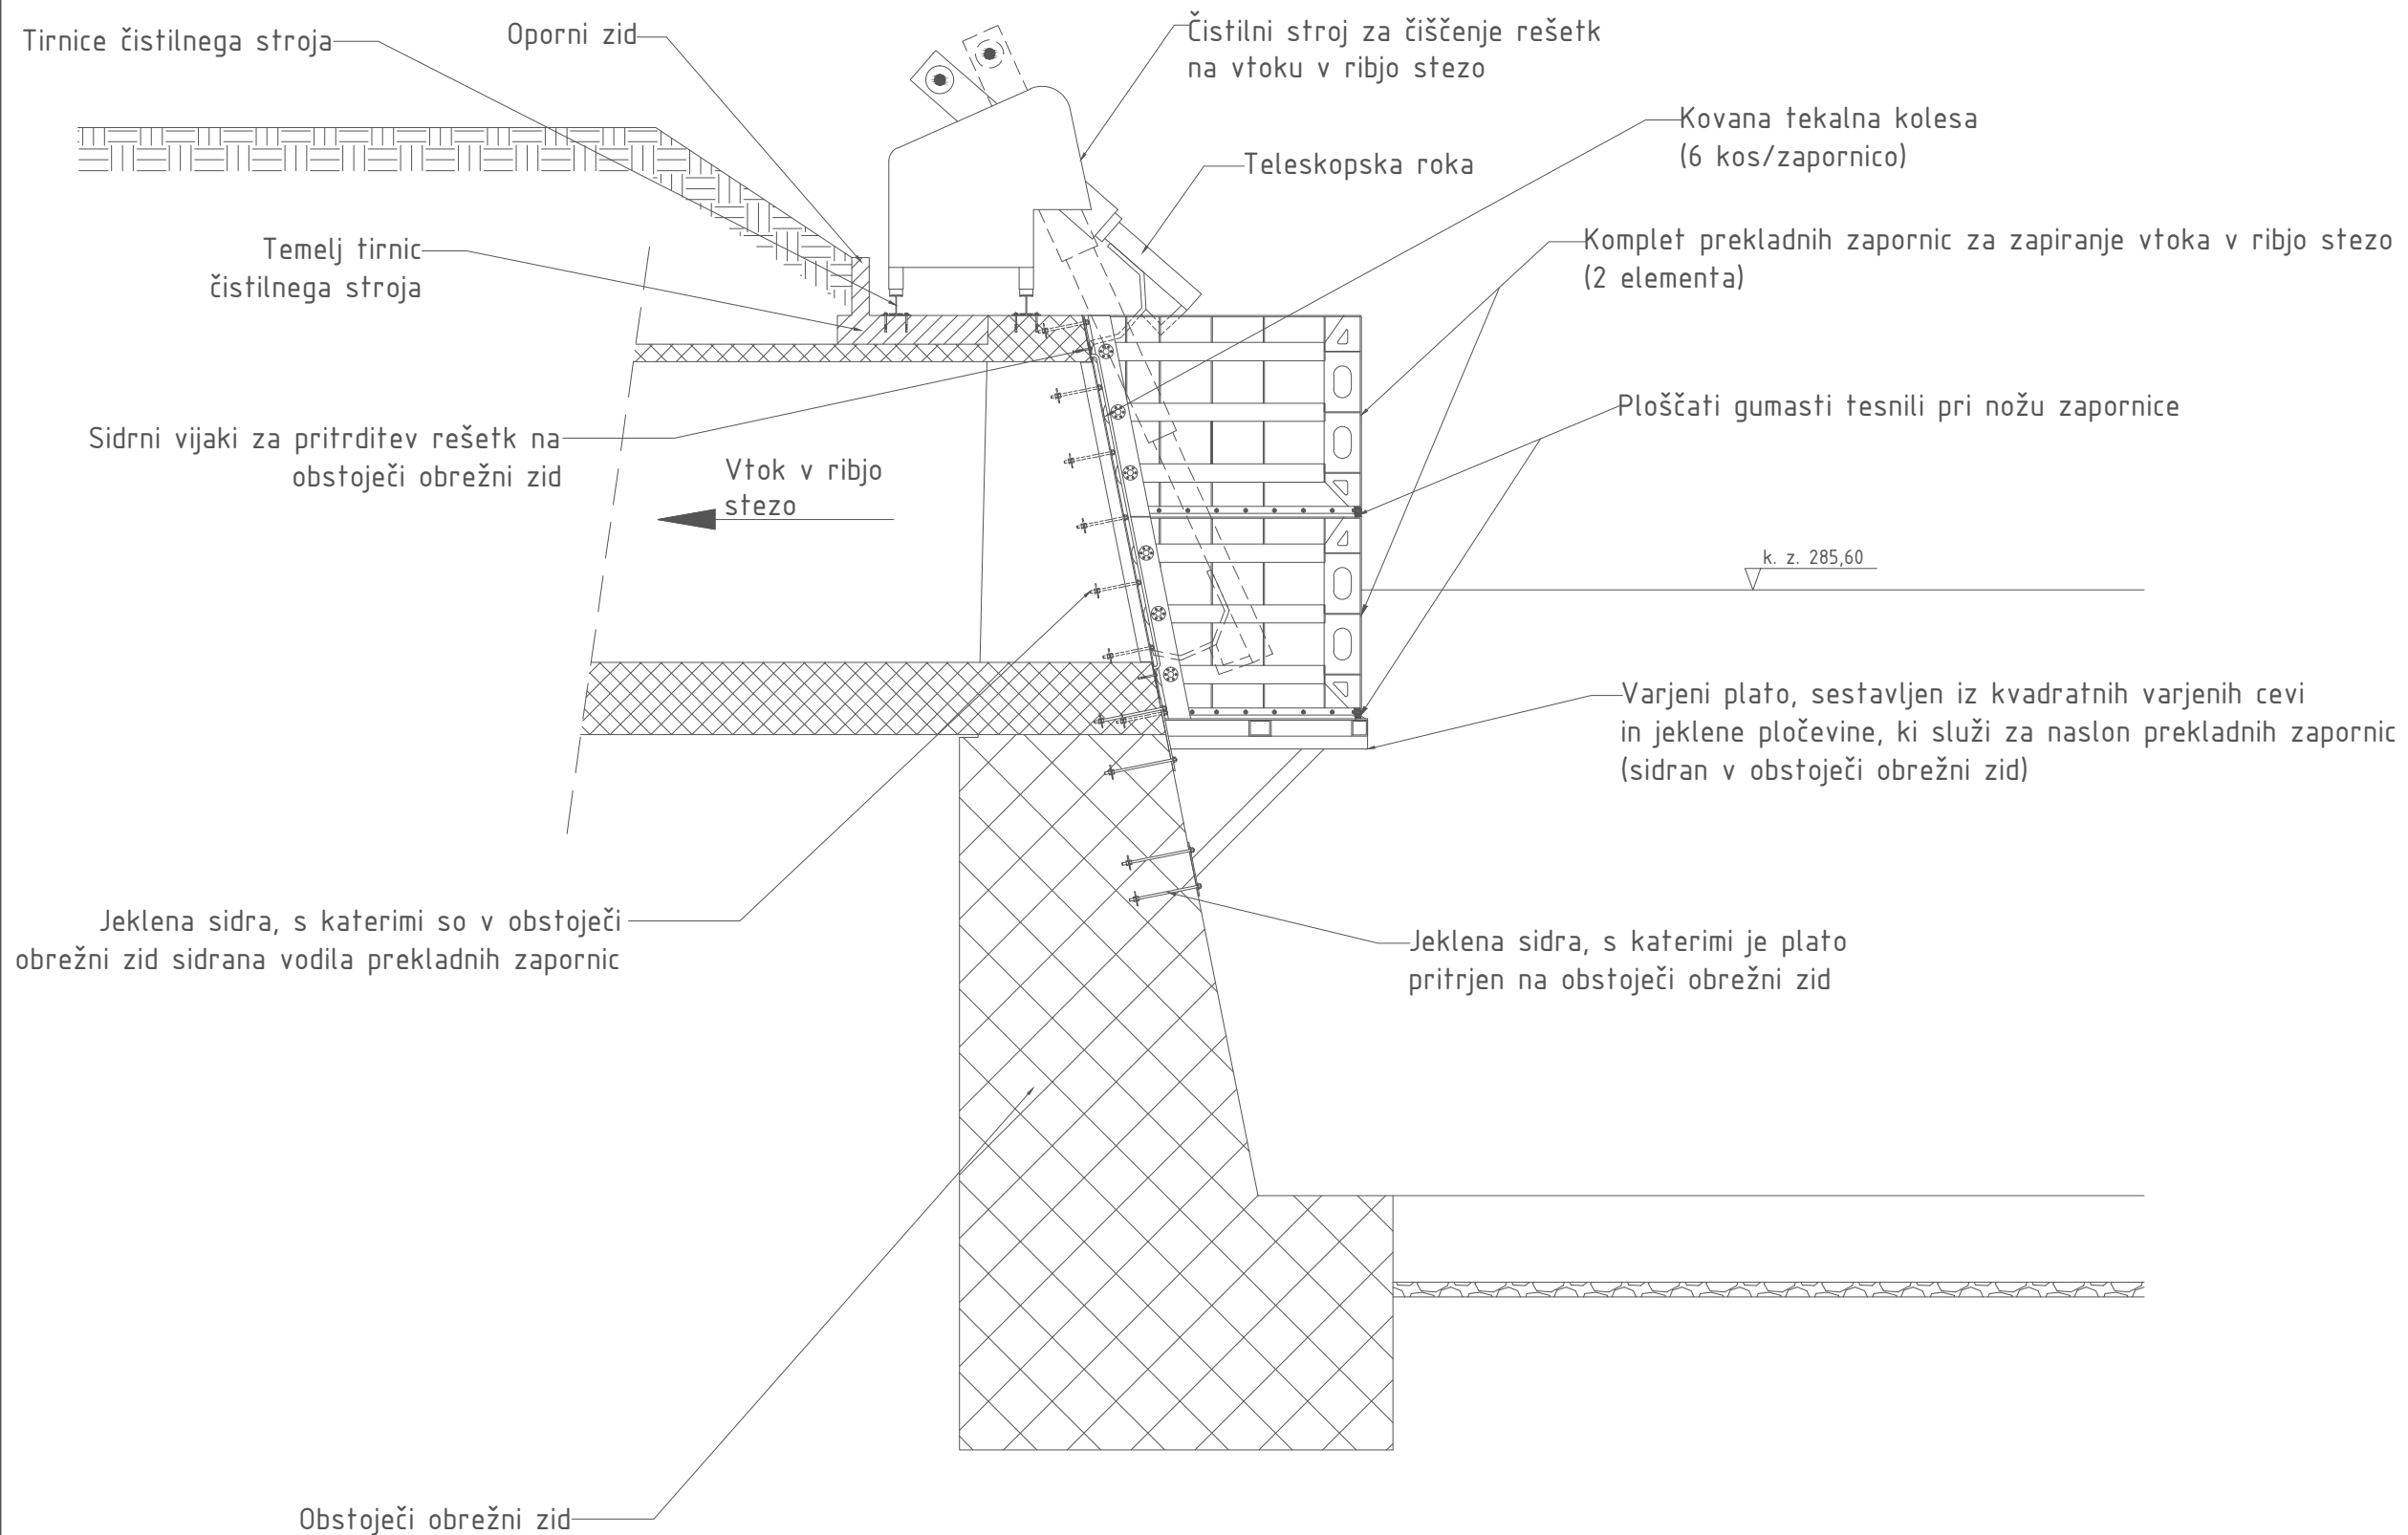 Tirnice čistilnega stroja
Oporni zid
Čistilni stroj za čiščenje rešetk
na vtoku v ribjo stezo
Kovana tekalna kolesa
(6 kos/zapornico)
Teleskopska roka
Temelj tirnic
čistilnega stroja
Komplet prekladnih zapornic za zapiranje vtoka v ribjo stezo
(2 elementa)
Ploščati gumasti tesnili pri nožu zapornice
Sidrni vijaki za pritrditev rešetk na
obstoječi obrežni zid
Vtok v ribjo
stezo
k. z. 285,60
Varjeni plato, sestavljen iz kvadratnih varjenih cevi
in jeklene pločevine, ki služi za naslon prekladnih zapornic
(sidran v obstoječi obrežni zid)
Jeklena sidra, s katerimi so v obstoječi
obrežni zid sidrana vodila prekladnih zapornic
Jeklena sidra, s katerimi je plato
pritrjen na obstoječi obrežni zid
Obstoječi obrežni zid